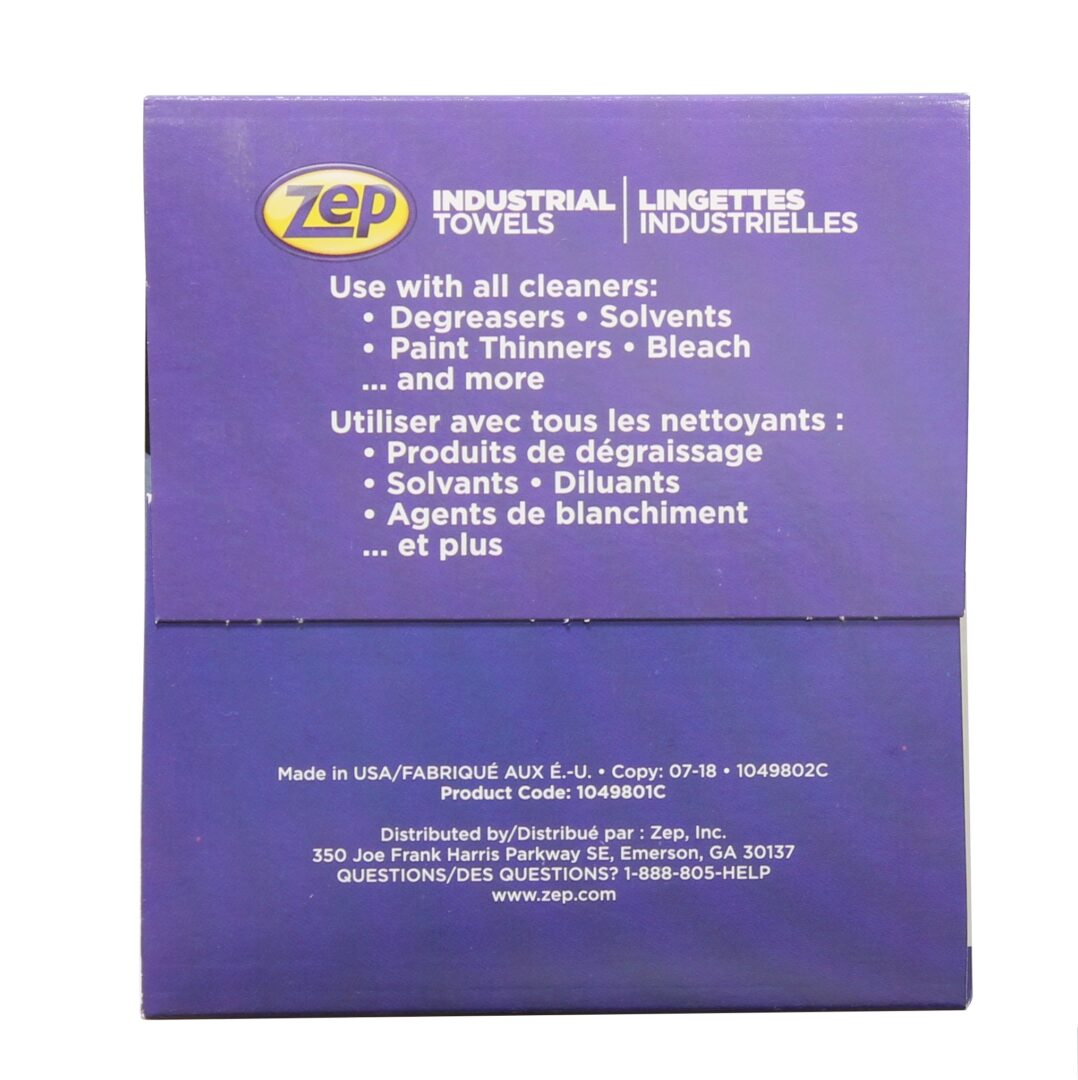 Zep
INDUSTRIAL
TOWELS
LINGETTES
INDUSTRIELLES
Use with all cleaners:
• Degreasers • Solvents
• Paint Thinners • Bleach
... and more
Utiliser avec tous les nettoyants :
• Produits de dégraissage
• Solvants • Diluants
• Agents de blanchiment
... et plus
Made in USA/FABRIQUÉ AUX É.-U. • Copy: 07-18 • 1049802C
Product Code: 1049801C
Distributed by/Distribué par : Zep, Inc.
350 Joe Frank Harris Parkway SE, Emerson, GA 30137
QUESTIONS/DES QUESTIONS? 1-888-805-HELP
www.zep.com